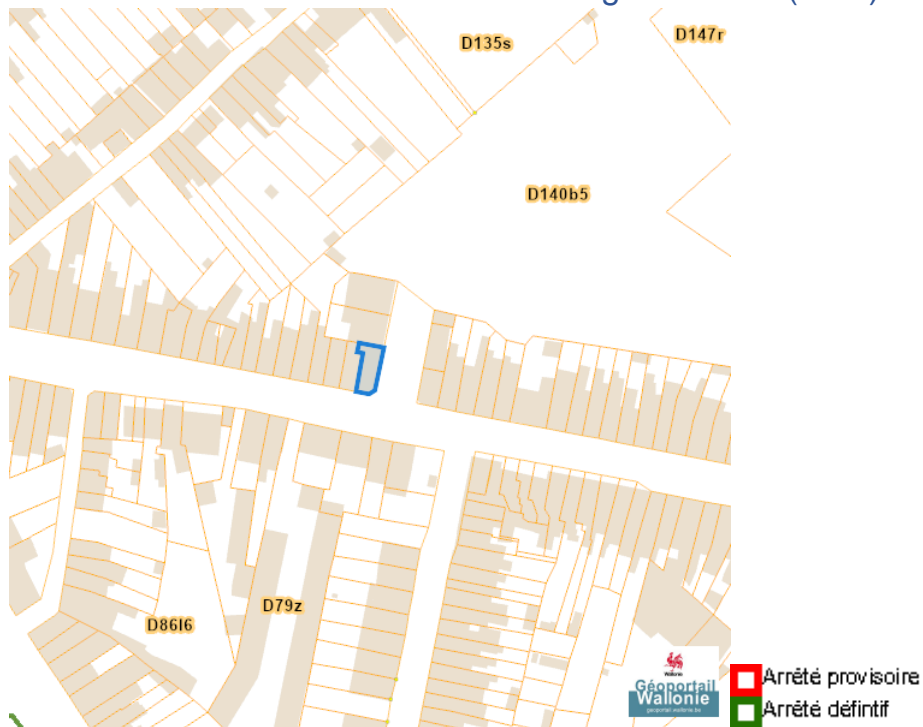 D135s
D147r
D140b5
D79z
D86l6
Wallonie
Géoportail
Wallonie
geoportail.wallonie.be
Arrêté provisoire
Arrêté défintif